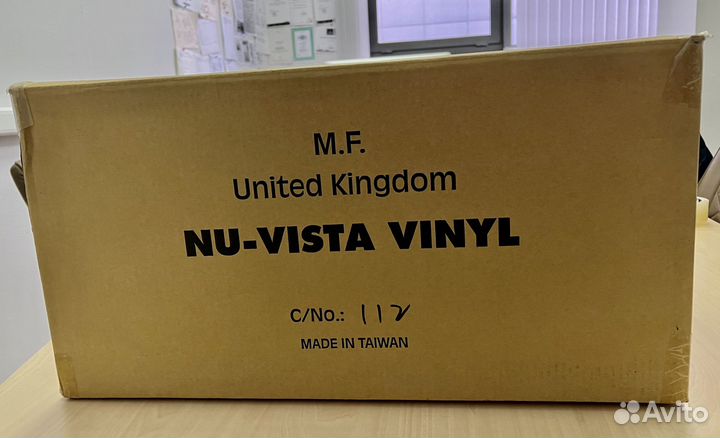 M.F.
United Kingdom
NU-VISTA VINYL
C/No.: 112
MADE IN TAIWAN
Avito